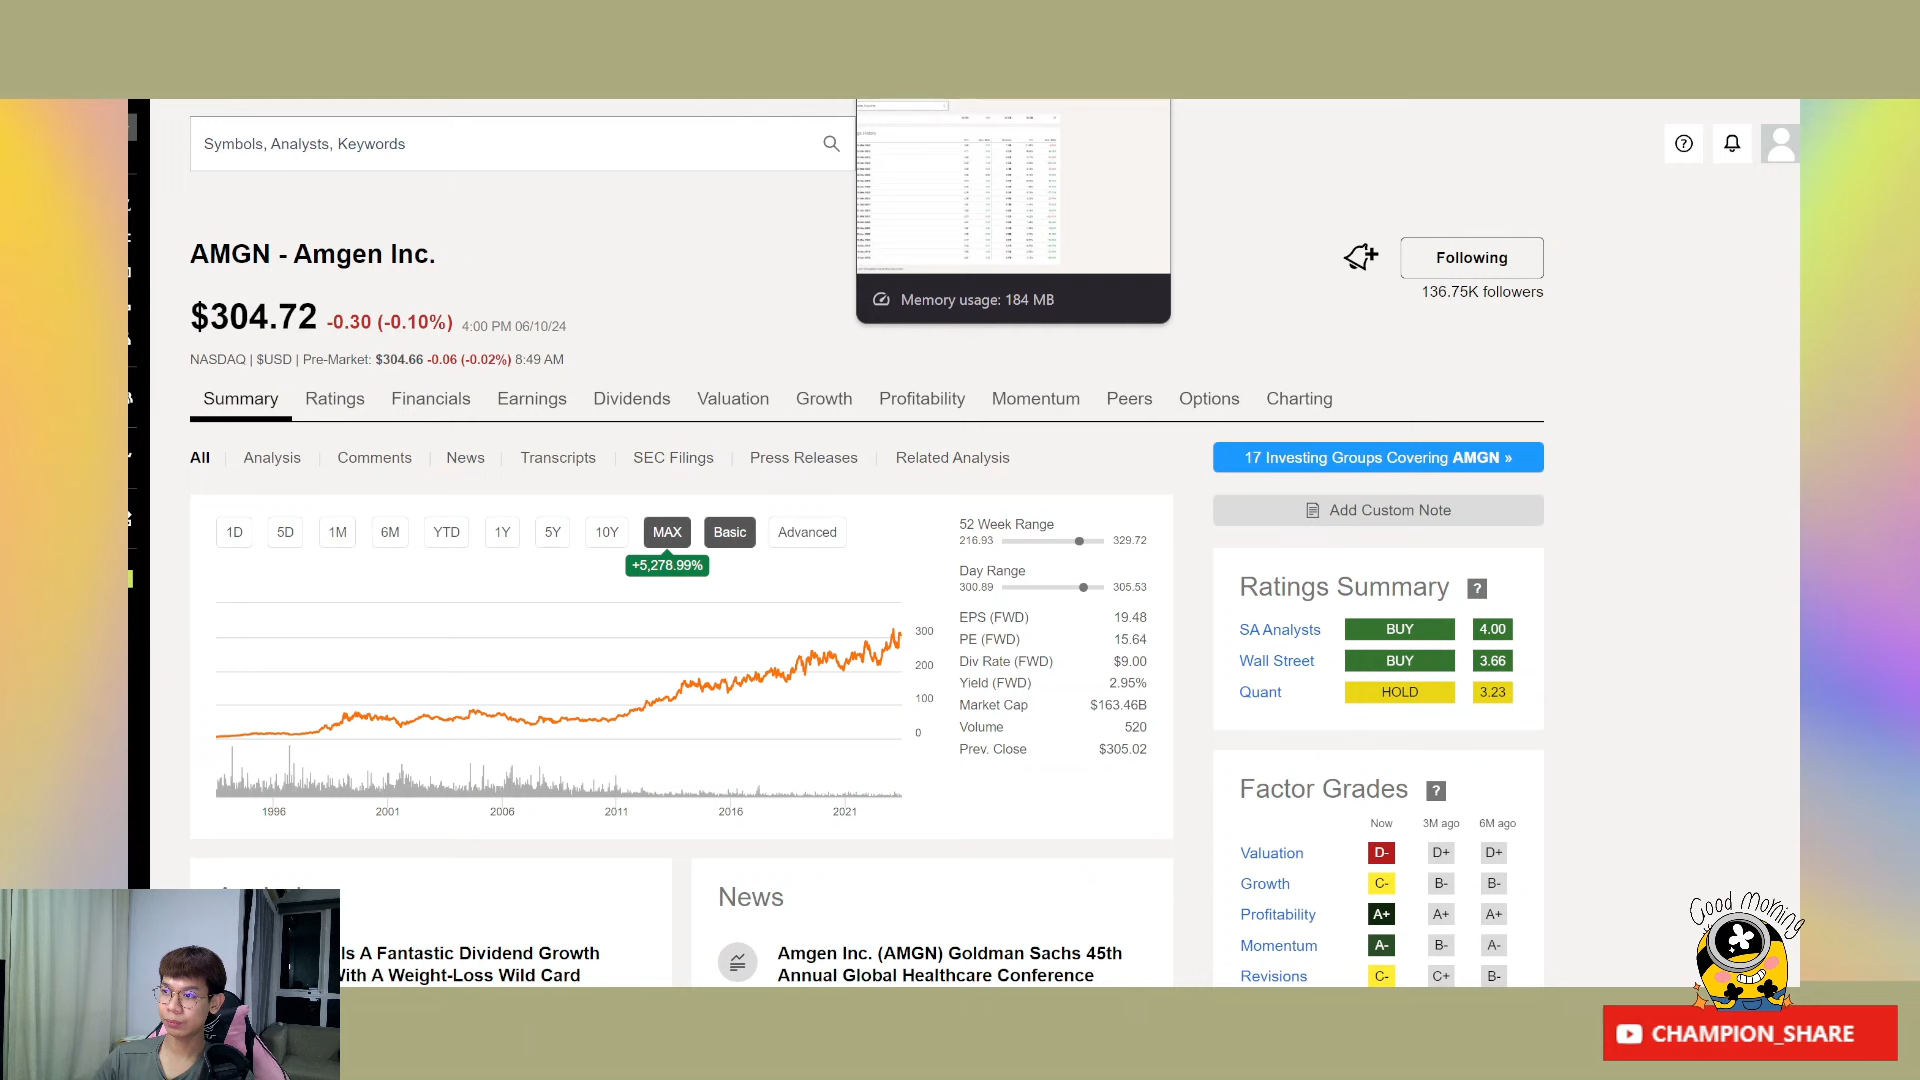 Symbols, Analysts, Keywords
Memory usage: 184 MB
AMGN - Amgen Inc.
Following
136.75K followers
$304.72 -0.30 (-0.10%) 4:00 PM 06/10/24
NASDAQ | $USD | Pre-Market: $304.66 -0.06 (-0.02%) 8:49 AM
Summary Ratings Financials Earnings Dividends Valuation Growth Profitability Momentum Peers Options Charting
All Analysis Comments News Transcripts SEC Filings Press Releases Related Analysis
17 Investing Groups Covering AMGN »
Add Custom Note
1D 5D 1M 6M YTD 1Y 5Y 10Y MAX Basic Advanced
+5,278.99%
300
200
100
0
1996 2001 2006 2011 2016 2021
52 Week Range
216.93 329.72
Day Range
300.89 305.53
EPS (FWD) 19.48
PE (FWD) 15.64
Div Rate (FWD) $9.00
Yield (FWD) 2.95%
Market Cap $163.46B
Volume 520
Prev. Close $305.02
Ratings Summary ?
SA Analysts BUY 4.00
Wall Street BUY 3.66
Quant HOLD 3.23
Factor Grades ?
Now 3M ago 6M ago
Valuation D- D+ D+
Growth C- B- B-
Profitability A+ A+ A+
Momentum A- B- A-
Revisions C- C+ B-
Is A Fantastic Dividend Growth
With A Weight-Loss Wild Card
News
Amgen Inc. (AMGN) Goldman Sachs 45th
Annual Global Healthcare Conference
Good Morning
CHAMPION_SHARE